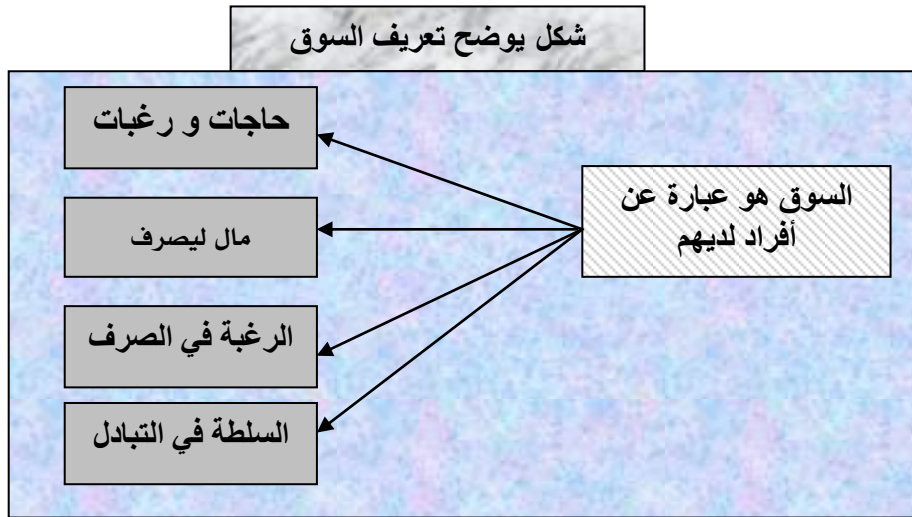 شكل يوضح تعريف السوق
السوق هو عبارة عن
أفراد لديهم
حاجات و رغبات
مال ليصرف
الرغبة في الصرف
السلطة في التبادل